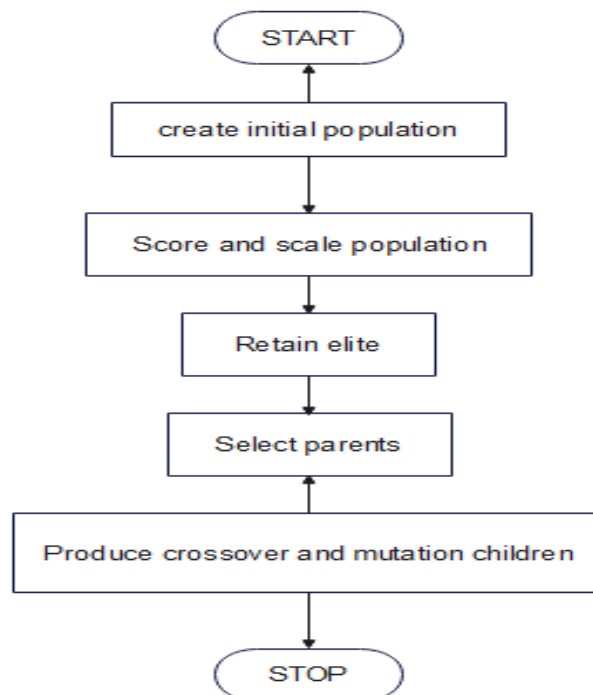 START
create initial population
Score and scale population
Retain elite
Select parents
Produce crossover and mutation children
STOP